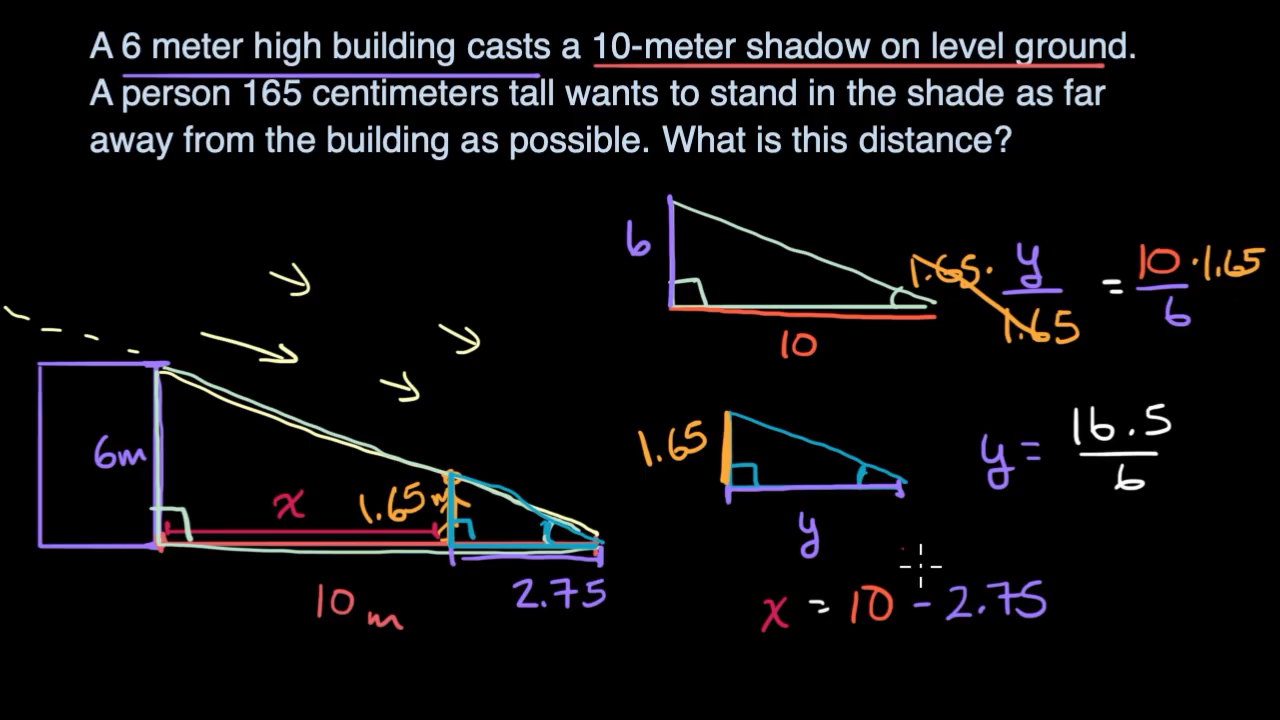 A 6 meter high building casts a 10-meter shadow on level ground.
A person 165 centimeters tall wants to stand in the shade as far
away from the building as possible. What is this distance?
6
10
1.65 · y / 1.65 = 10 · 1.65 / 6
6m
x
1.65 m
10 m
2.75
1.65
y
y = 16.5 / 6
x = 10 - 2.75